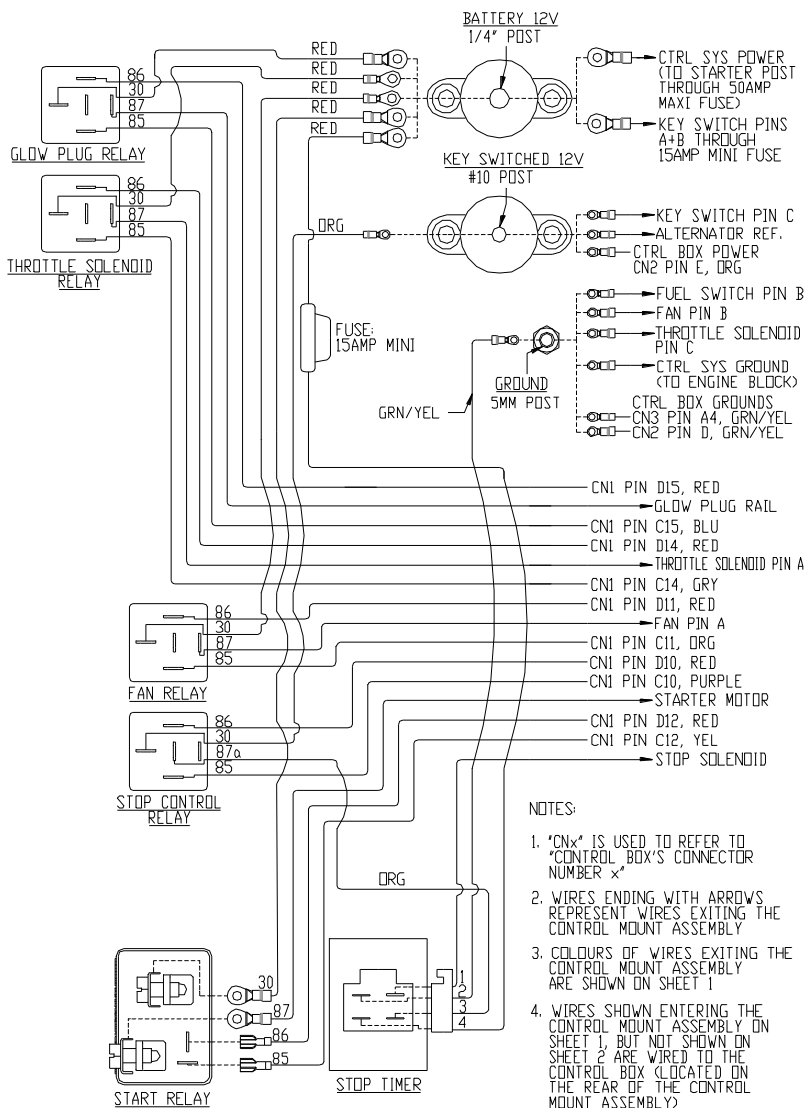 BATTERY 12V
1/4" POST
RED
RED
RED
RED
RED
CTRL SYS POWER
(TO STARTER POST
THROUGH 50AMP
MAXI FUSE)
KEY SWITCH PINS
A+B THROUGH
15AMP MINI FUSE
86
30
87
85
GLOW PLUG RELAY
KEY SWITCHED 12V
#10 POST
86
30
87
85
THROTTLE SOLENOID
RELAY
ORG
KEY SWITCH PIN C
ALTERNATOR REF.
CTRL BOX POWER
CN2 PIN E, ORG
FUSE:
15AMP MINI
GRN/YEL
GROUND
5MM POST
FUEL SWITCH PIN B
FAN PIN B
THROTTLE SOLENOID
PIN C
CTRL SYS GROUND
(TO ENGINE BLOCK)
CTRL BOX GROUNDS
CN3 PIN A4, GRN/YEL
CN2 PIN D, GRN/YEL
CN1 PIN D15, RED
GLOW PLUG RAIL
CN1 PIN C15, BLU
CN1 PIN D14, RED
THROTTLE SOLENOID PIN A
CN1 PIN C14, GRY
CN1 PIN D11, RED
FAN PIN A
CN1 PIN C11, ORG
CN1 PIN D10, RED
CN1 PIN C10, PURPLE
STARTER MOTOR
CN1 PIN D12, RED
CN1 PIN C12, YEL
STOP SOLENOID
86
30
87
85
FAN RELAY
86
30
87a
85
STOP CONTROL
RELAY
ORG
30
87
86
85
START RELAY
1
2
3
4
STOP TIMER
NOTES:
1. "CNx" IS USED TO REFER TO
"CONTROL BOX'S CONNECTOR
NUMBER x"
2. WIRES ENDING WITH ARROWS
REPRESENT WIRES EXITING THE
CONTROL MOUNT ASSEMBLY
3. COLOURS OF WIRES EXITING THE
CONTROL MOUNT ASSEMBLY
ARE SHOWN ON SHEET 1
4. WIRES SHOWN ENTERING THE
CONTROL MOUNT ASSEMBLY ON
SHEET 1, BUT NOT SHOWN ON
SHEET 2 ARE WIRED TO THE
CONTROL BOX (LOCATED ON
THE REAR OF THE CONTROL
MOUNT ASSEMBLY)